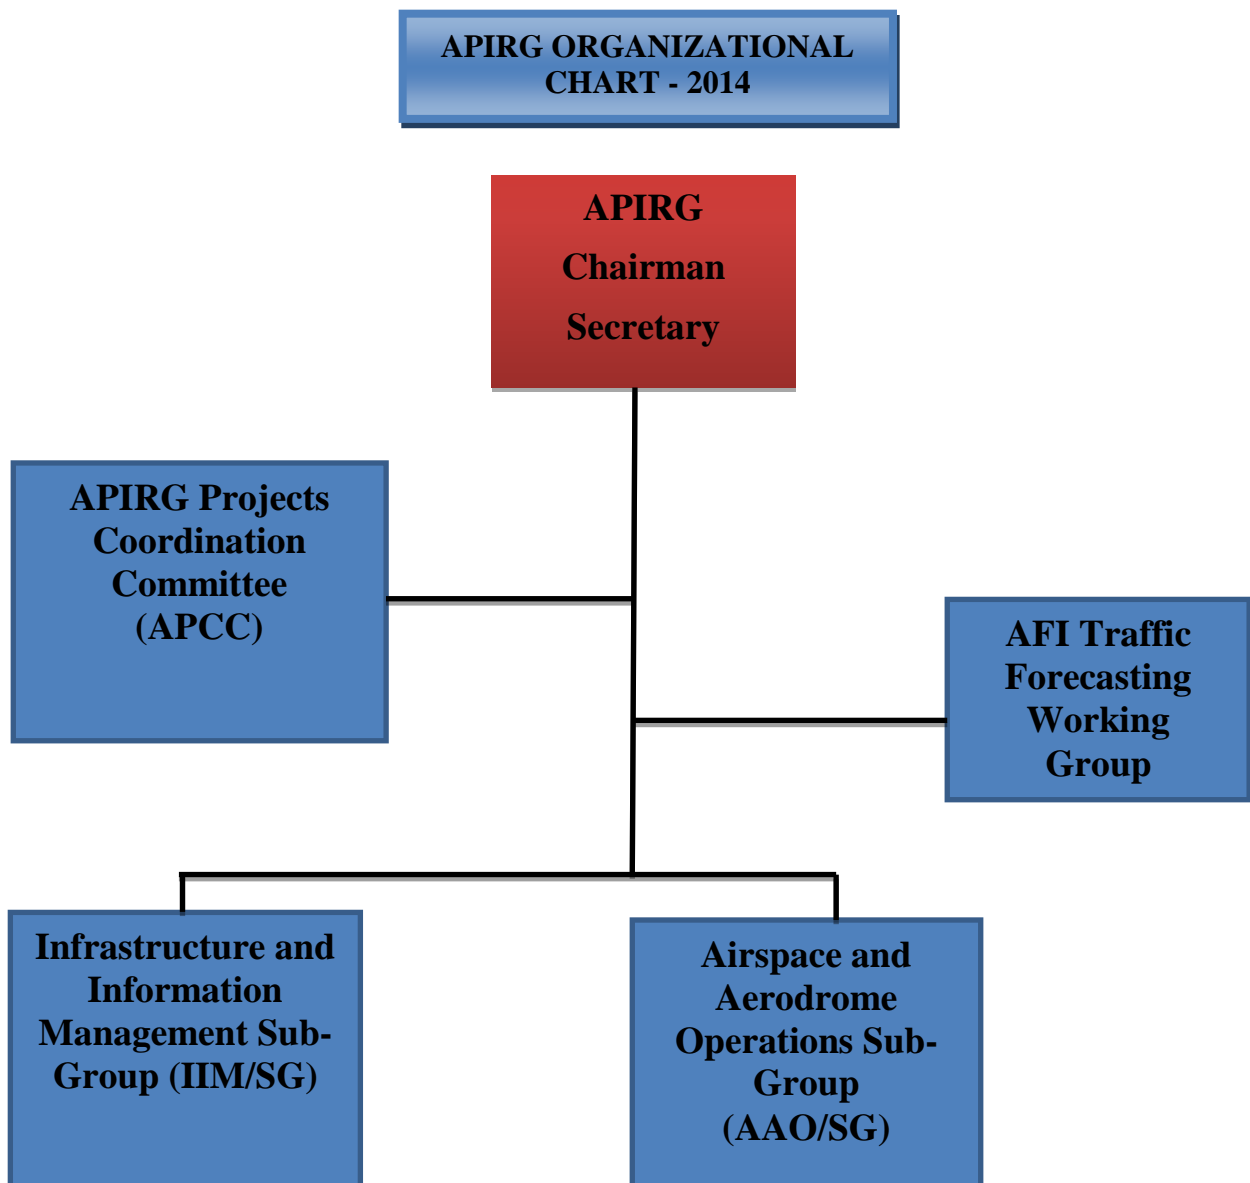 APIRG ORGANIZATIONAL
CHART - 2014
APIRG
Chairman
Secretary
APIRG Projects
Coordination
Committee
(APCC)
AFI Traffic
Forecasting
Working
Group
Infrastructure and
Information
Management Sub-
Group (IIM/SG)
Airspace and
Aerodrome
Operations Sub-
Group
(AAO/SG)